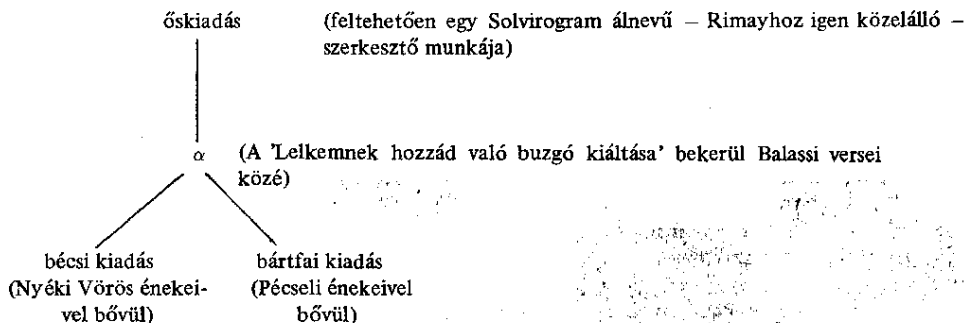 őskiadás (feltehetően egy Solvirogram álnevű – Rimayhoz igen közelálló –
szerkesztő munkája)
α (A 'Lelkemnek hozzád való buzgó kiáltása' bekerül Balassi versei
közé)
bécsi kiadás
(Nyéki Vörös énekei-
vel bővül)
bártfai kiadás
(Pécseli énekeivel
bővül)